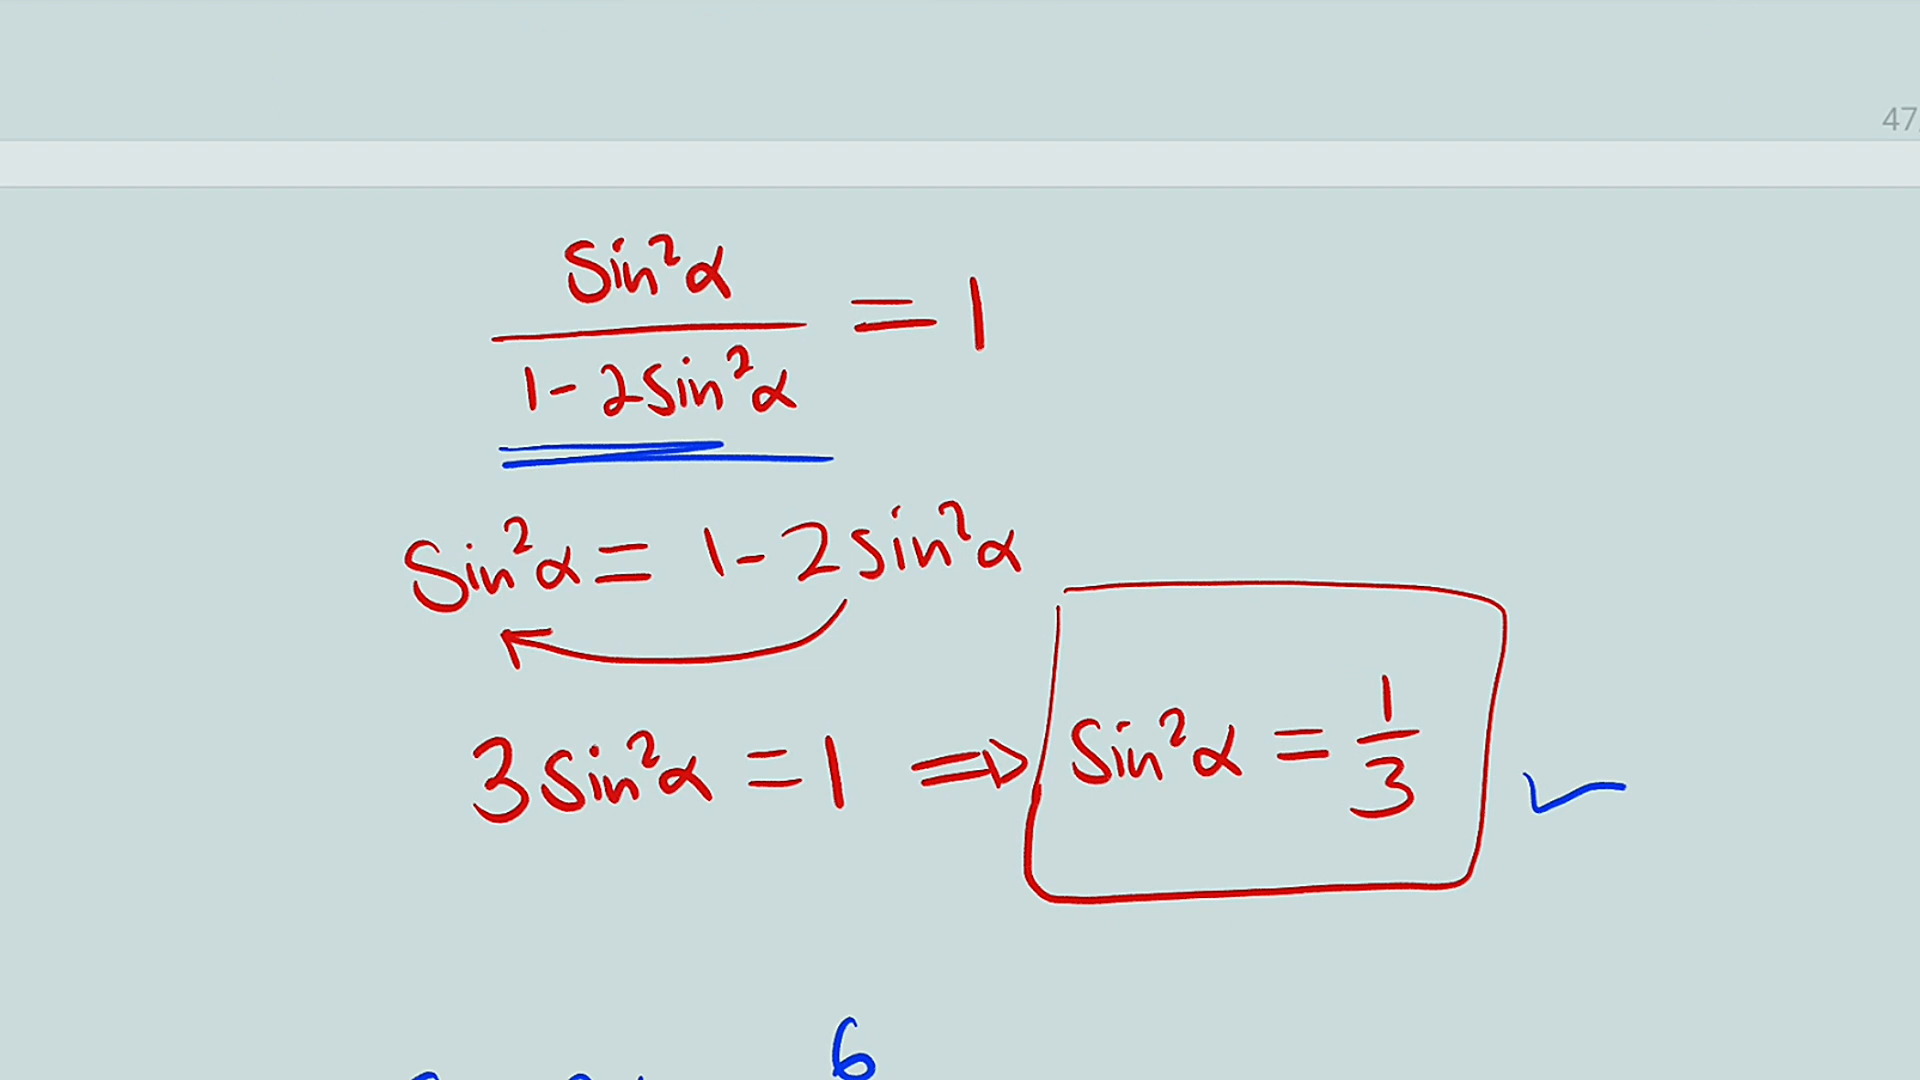 47
sin²α
―――――― = 1
1-2sin²α
sin²α = 1-2sin²α
3sin²α = 1 ⇒ sin²α = 1/3 ✓
6